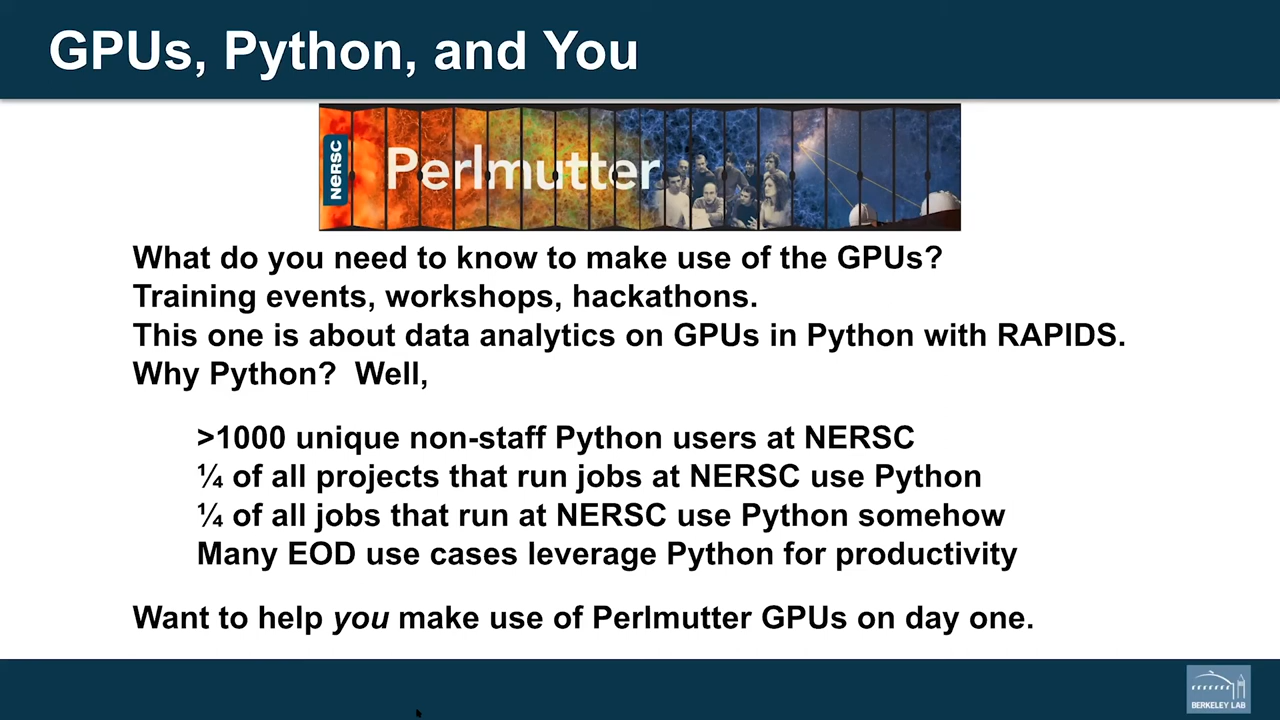 GPUs, Python, and You
NERSC
Perlmutter
What do you need to know to make use of the GPUs?
Training events, workshops, hackathons.
This one is about data analytics on GPUs in Python with RAPIDS.
Why Python?  Well,
>1000 unique non-staff Python users at NERSC
¼ of all projects that run jobs at NERSC use Python
¼ of all jobs that run at NERSC use Python somehow
Many EOD use cases leverage Python for productivity
Want to help you make use of Perlmutter GPUs on day one.
BERKELEY LAB